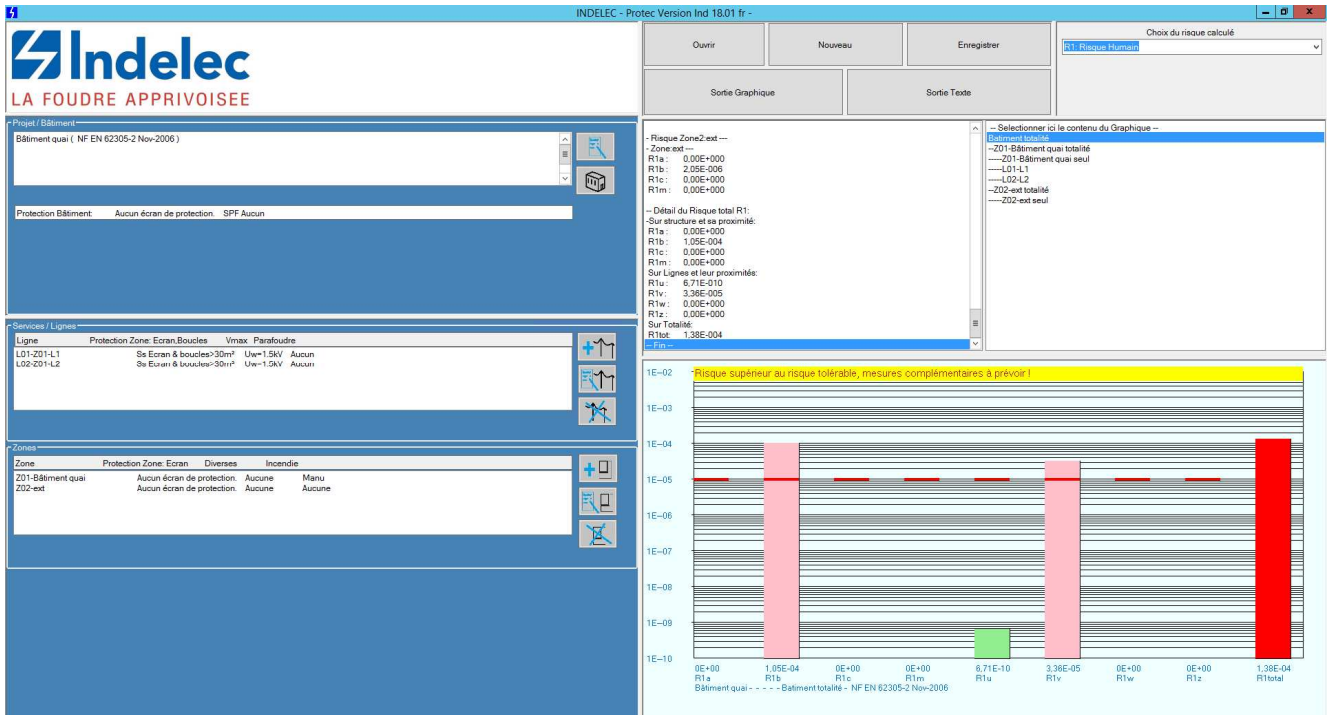 INDELEC - Protec Version Ind 18.01 fr -
Indelec
LA FOUDRE APPRIVOISEE
Ouvrir
Nouveau
Enregistrer
Sortie Graphique
Sortie Texte
Choix du risque calculé
R1: Risque Humain
Projet / Bâtiment
Bâtiment quai ( NF EN 62305-2 Nov-2006 )
Protection Bâtiment: Aucun écran de protection. SPF Aucun
Services / Lignes
Ligne Protection Zone: Ecran,Boucles Vmax Parafoudre
L01-Z01-L1 Ss Ecran & boucles>30m² Uw=1.5kV Aucun
L02-Z01-L2 Ss Ecran & boucles>30m² Uw=1.5kV Aucun
Zones
Zone Protection Zone: Ecran Diverses Incendie
Z01-Bâtiment quai Aucun écran de protection. Aucune Manu
Z02-ext Aucun écran de protection. Aucune Aucune
- Risque Zone2:ext ---
- Zone:ext ---
R1a : 0,00E+000
R1b : 2,05E-006
R1c : 0,00E+000
R1m : 0,00E+000
-- Détail du Risque total R1:
-Sur structure et sa proximité:
R1a : 0,00E+000
R1b : 1,05E-004
R1c : 0,00E+000
R1m : 0,00E+000
Sur Lignes et leur proximités:
R1u : 6,71E-010
R1v : 3,36E-005
R1w : 0,00E+000
R1z : 0,00E+000
Sur Totalité:
R1tot: 1,38E-004
-- Fin --
-- Selectionner ici le contenu du Graphique --
Batiment totalité
--Z01-Bâtiment quai totalité
-----Z01-Bâtiment quai seul
-----L01-L1
-----L02-L2
--Z02-ext totalité
-----Z02-ext seul
Risque supérieur au risque tolérable, mesures complémentaires à prévoir !
1E-02
1E-03
1E-04
1E-05
1E-06
1E-07
1E-08
1E-09
1E-10
0E+00 1,05E-04 0E+00 0E+00 6,71E-10 3,36E-05 0E+00 0E+00 1,38E-04
R1a R1b R1c R1m R1u R1v R1w R1z R1total
Bâtiment quai - - - - - Batiment totalité - NF EN 62305-2 Nov-2006